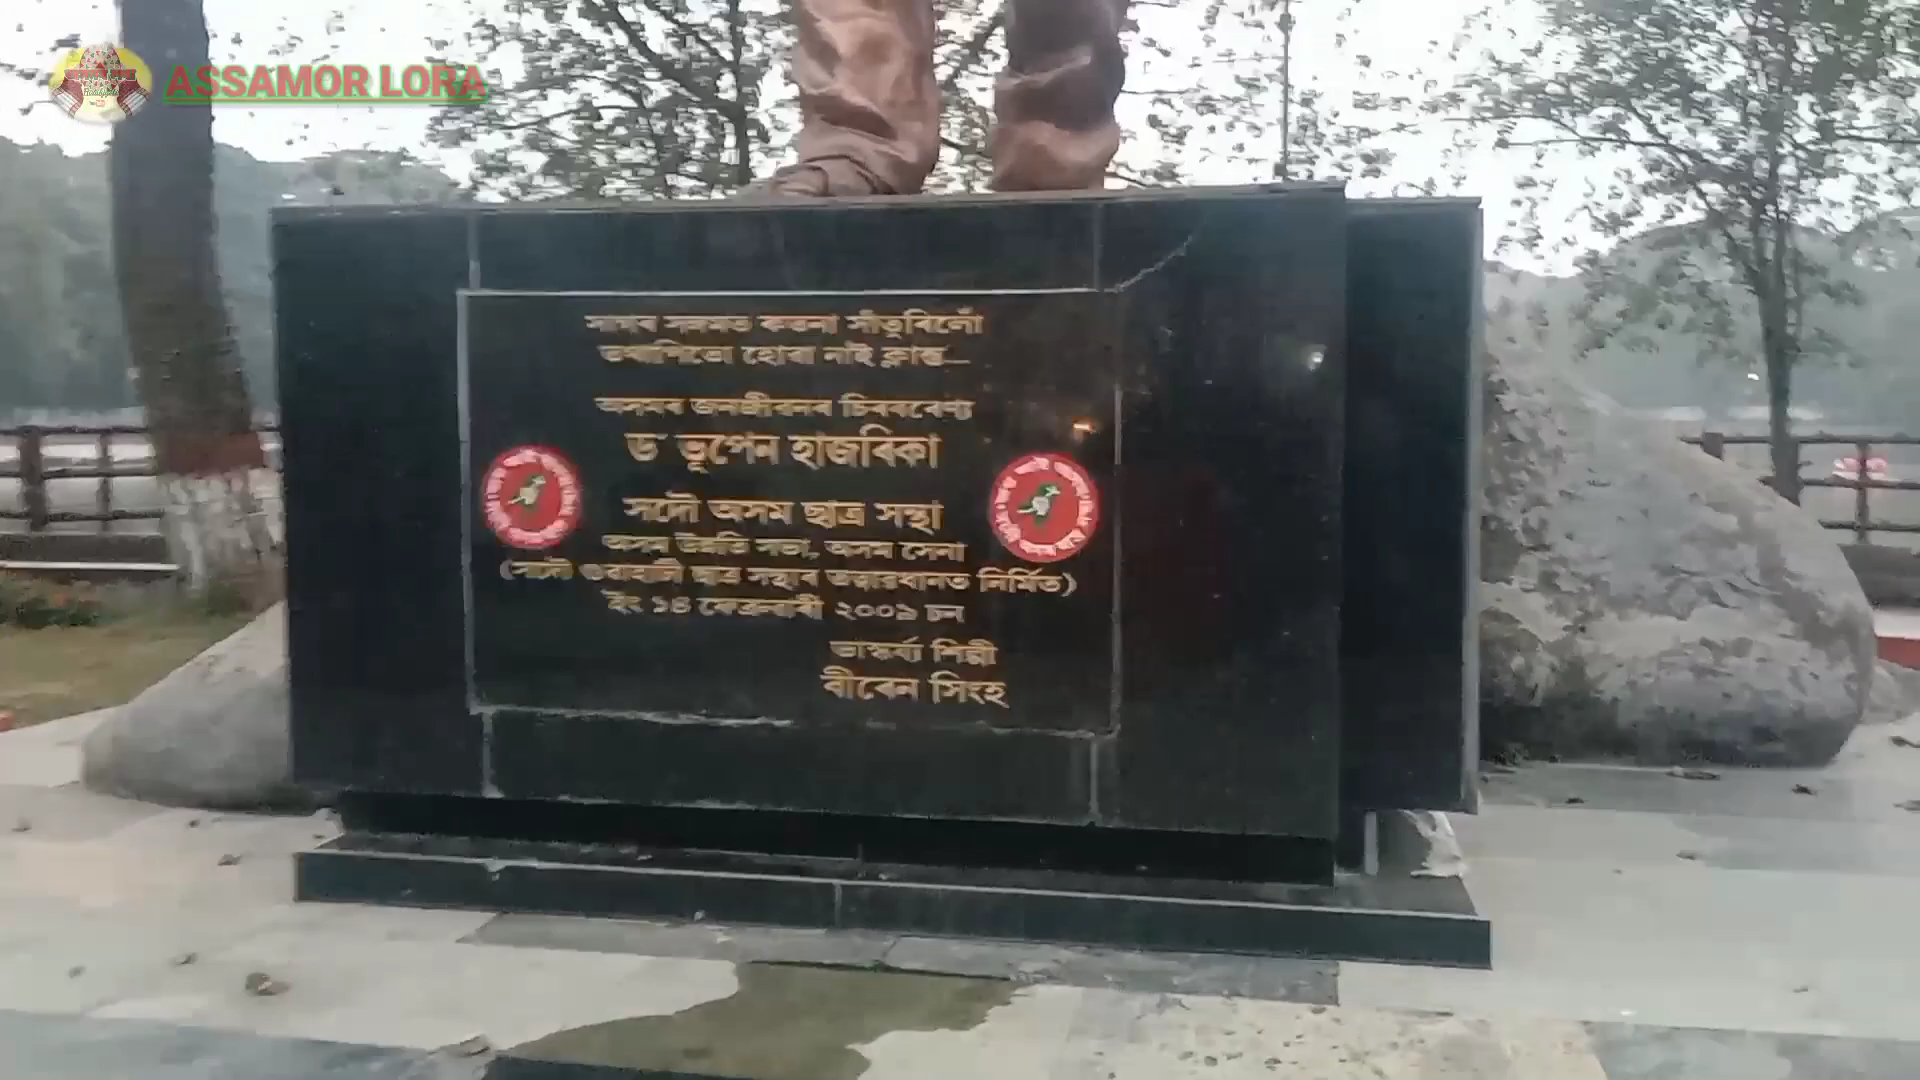 ASSAMOR LORA
সাগৰ সঙ্গমত কতনা সাঁতুৰিলোঁ
তথাপিতো হোৱা নাই ক্লান্ত...
অসমৰ জনজীৱনৰ চিৰবৰেণ্য
ড° ভূপেন হাজৰিকা
সদৌ অসম ছাত্ৰ সন্থা
অসম উন্নতি সভা, অসম সেনা
(সদৌ গুৱাহাটী ছাত্ৰ সন্থাৰ তত্বাৱধানত নিৰ্মিত)
ইং ১৪ ফেব্ৰুৱাৰী ২০০৯ চন
ভাস্কৰ্য্য শিল্পী
বীৰেন সিংহ